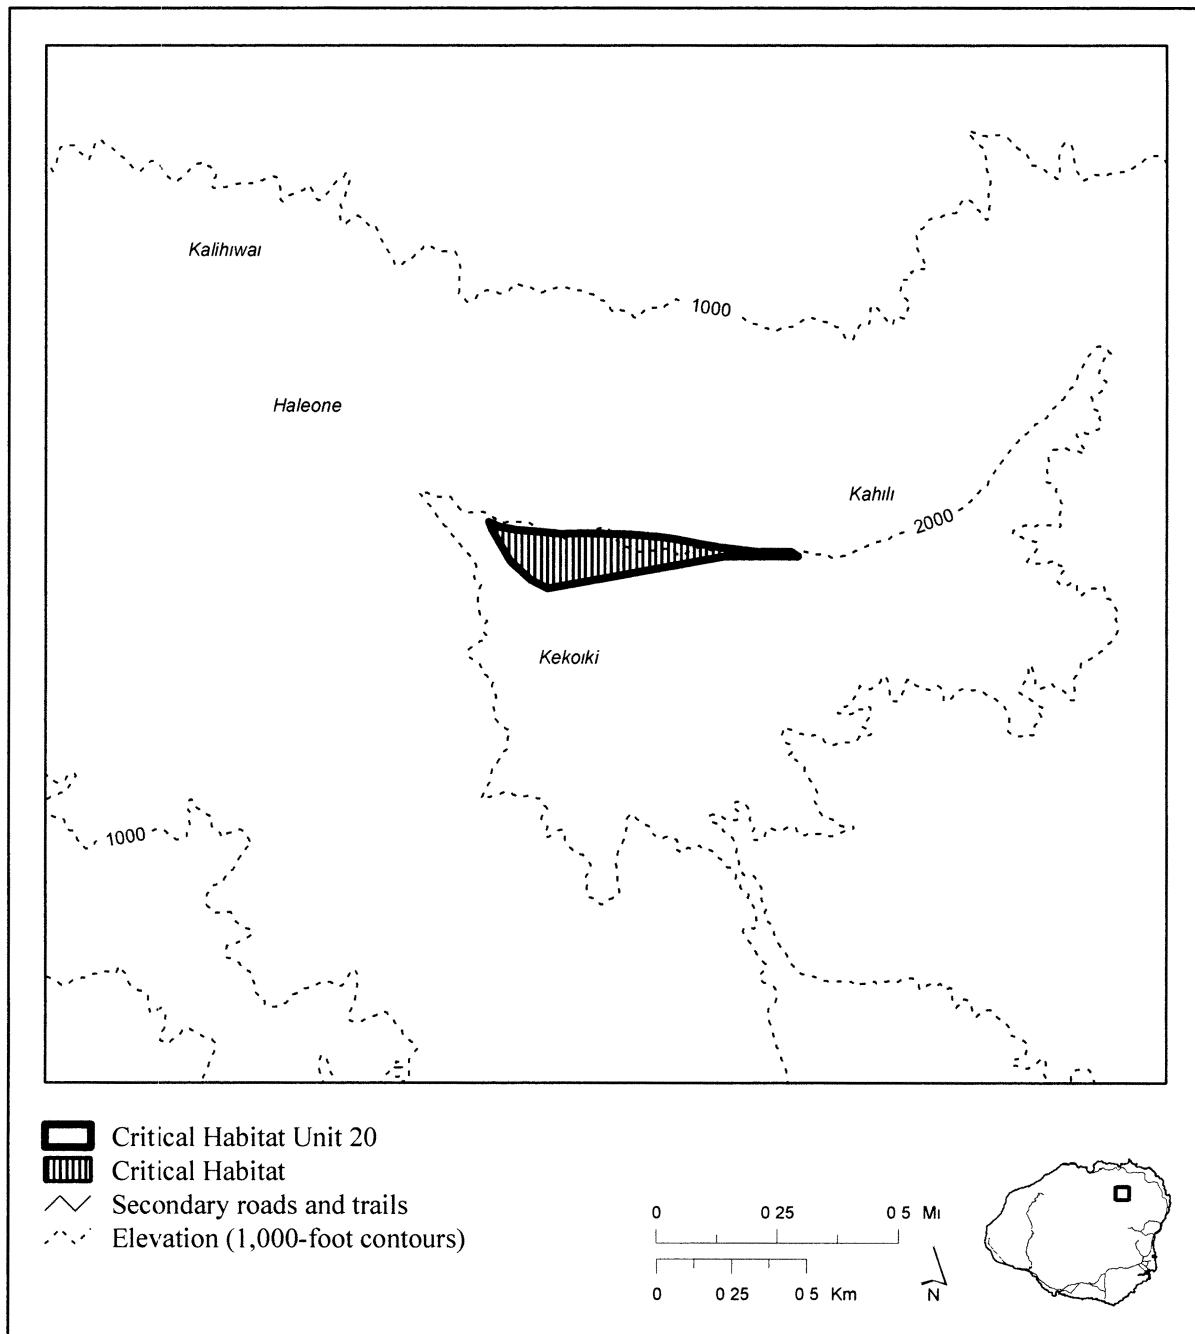 Kalihiwai
1000
Haleone
Kahili
2000
Kekoiki
1000
Critical Habitat Unit 20
Critical Habitat
Secondary roads and trails
Elevation (1,000-foot contours)
0 0 25 0 5 Mi
0 0 25 0 5 Km
N